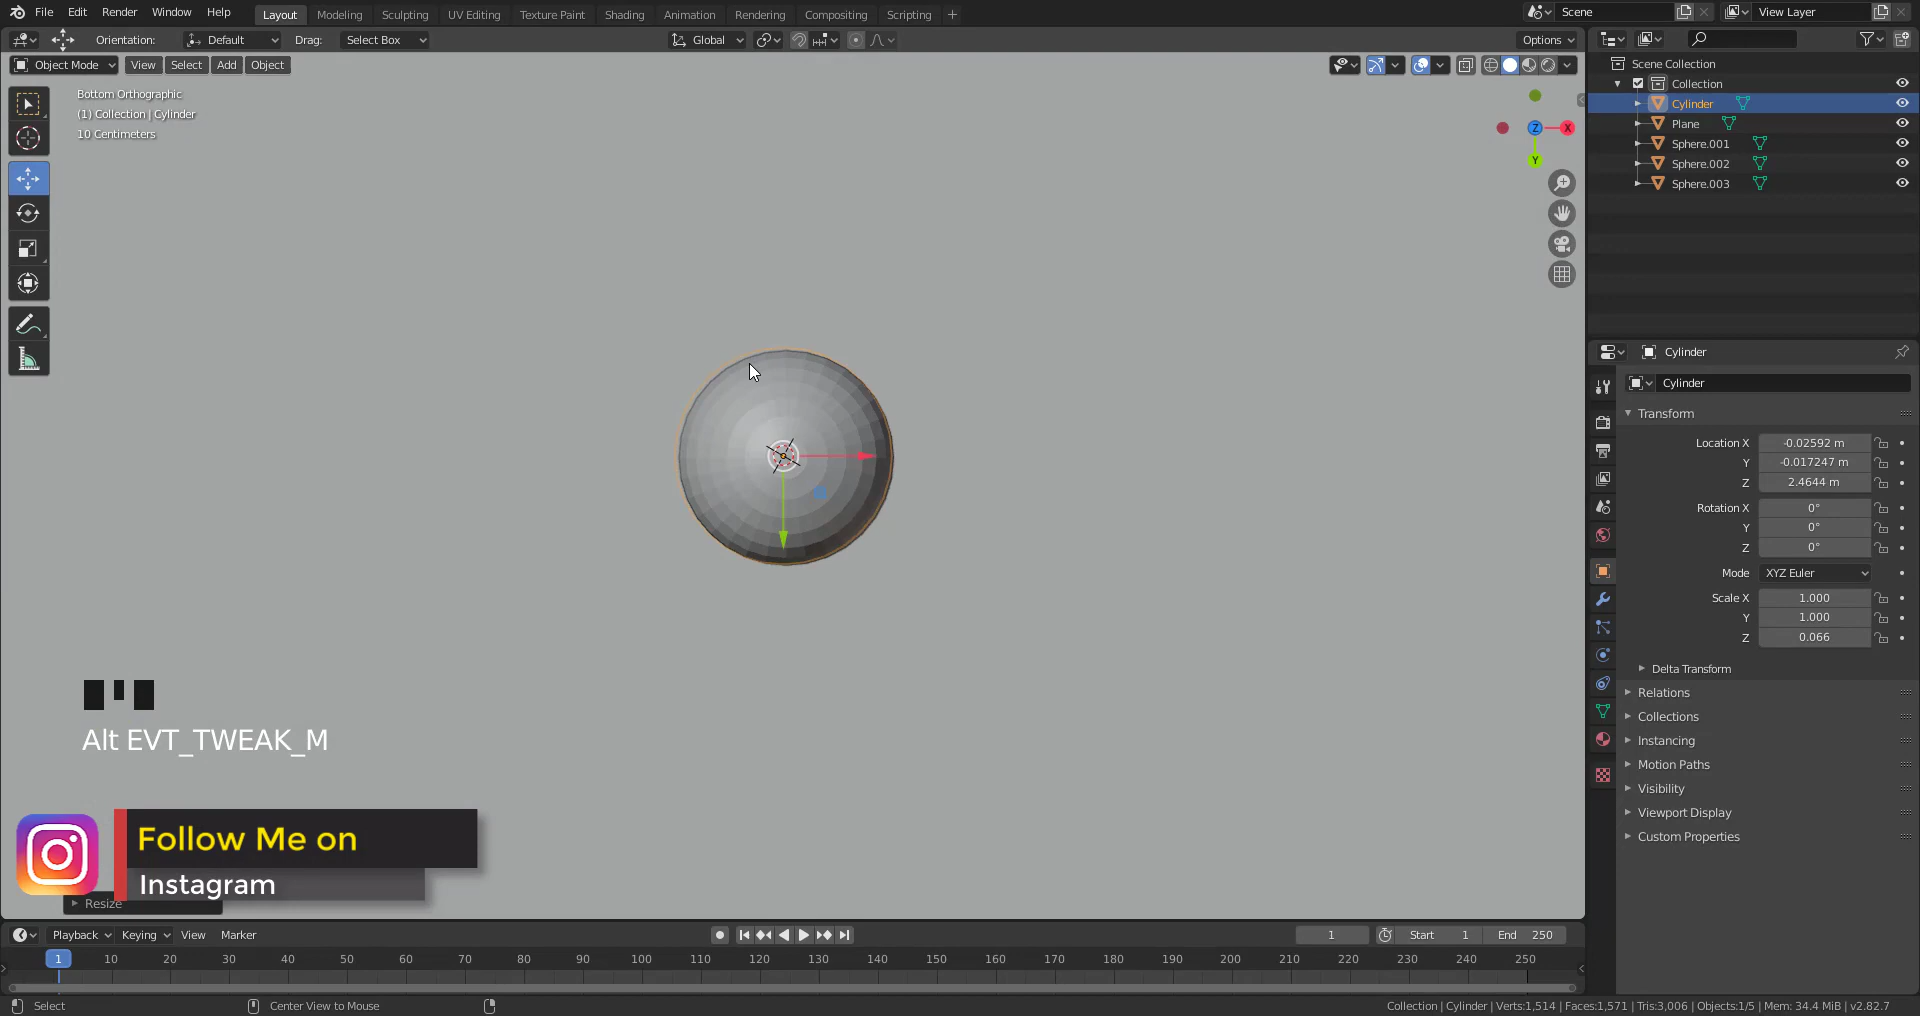 File Edit Render Window Help Layout Modeling Sculpting UV Editing Texture Paint Shading Animation Rendering Compositing Scripting + Scene View Layer
Orientation: Default Drag: Select Box Global Options
Object Mode View Select Add Object
Bottom Orthographic
(1) Collection | Cylinder
10 Centimeters
Z X
Y
Scene Collection
Collection
Cylinder
Plane
Sphere.001
Sphere.002
Sphere.003
Cylinder
Cylinder
Transform
Location X -0.02592 m
Y -0.017247 m
Z 2.4644 m
Rotation X 0°
Y 0°
Z 0°
Mode XYZ Euler
Scale X 1.000
Y 1.000
Z 0.066
Delta Transform
Relations
Collections
Instancing
Motion Paths
Visibility
Viewport Display
Custom Properties
Alt EVT_TWEAK_M
Follow Me on
Instagram
Resize
Playback Keying View Marker 1 Start 1 End 250
1 10 20 30 40 50 60 70 80 90 100 110 120 130 140 150 160 170 180 190 200 210 220 230 240 250
Select Center View to Mouse Collection | Cylinder | Verts:1,514 | Faces:1,571 | Tris:3,006 | Objects:1/5 | Mem: 34.4 MiB | v2.82.7